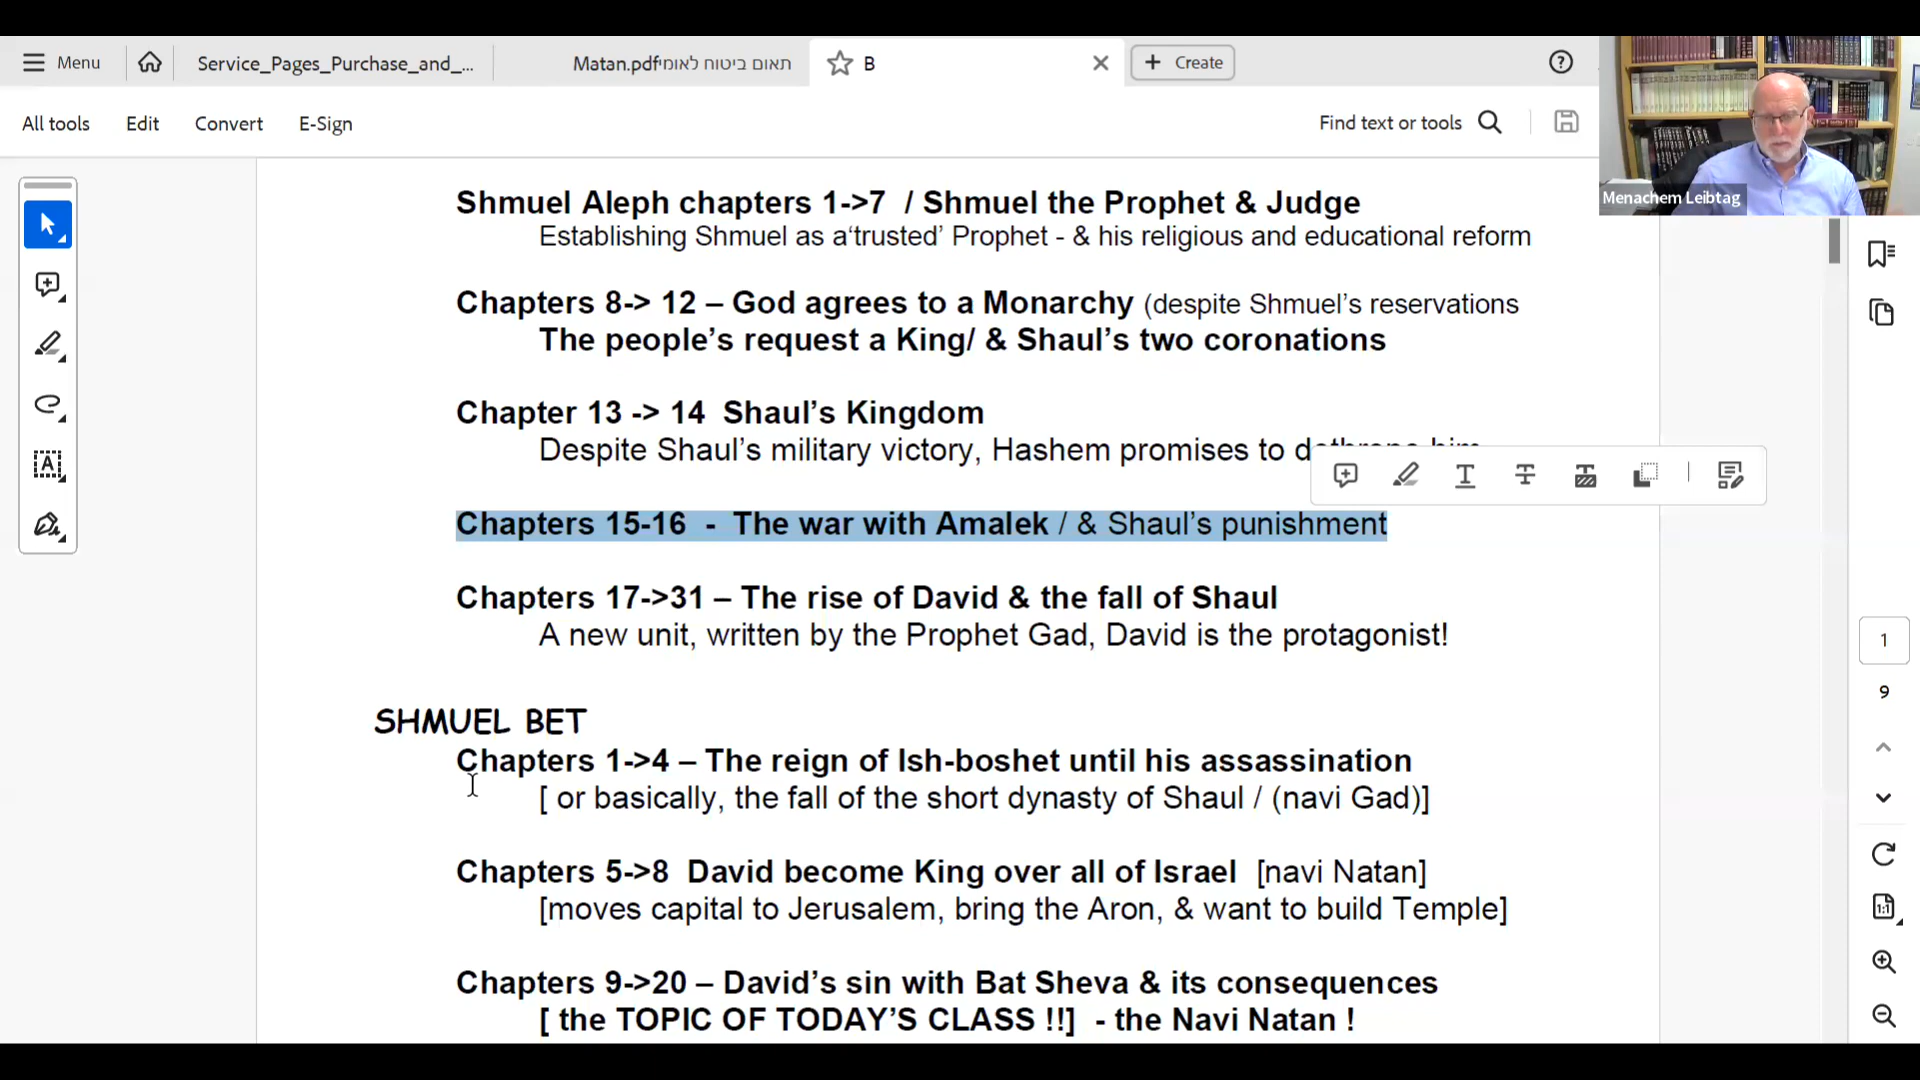 Menu
Service_Pages_Purchase_and_...
Matan.pdfתאום ביטוח לאומי
B
Create
All tools
Edit
Convert
E-Sign
Find text or tools
Menachem Leibtag
Shmuel Aleph chapters 1->7 / Shmuel the Prophet & Judge
Establishing Shmuel as a‘trusted’ Prophet - & his religious and educational reform
Chapters 8-> 12 – God agrees to a Monarchy (despite Shmuel’s reservations
The people’s request a King/ & Shaul’s two coronations
Chapter 13 -> 14 Shaul’s Kingdom
Despite Shaul’s military victory, Hashem promises to dethrone him
Chapters 15-16 - The war with Amalek / & Shaul’s punishment
Chapters 17->31 – The rise of David & the fall of Shaul
A new unit, written by the Prophet Gad, David is the protagonist!
SHMUEL BET
Chapters 1->4 – The reign of Ish-boshet until his assassination
[ or basically, the fall of the short dynasty of Shaul / (navi Gad)]
Chapters 5->8 David become King over all of Israel [navi Natan]
[moves capital to Jerusalem, bring the Aron, & want to build Temple]
Chapters 9->20 – David’s sin with Bat Sheva & its consequences
[ the TOPIC OF TODAY’S CLASS !!] - the Navi Natan !
1
9